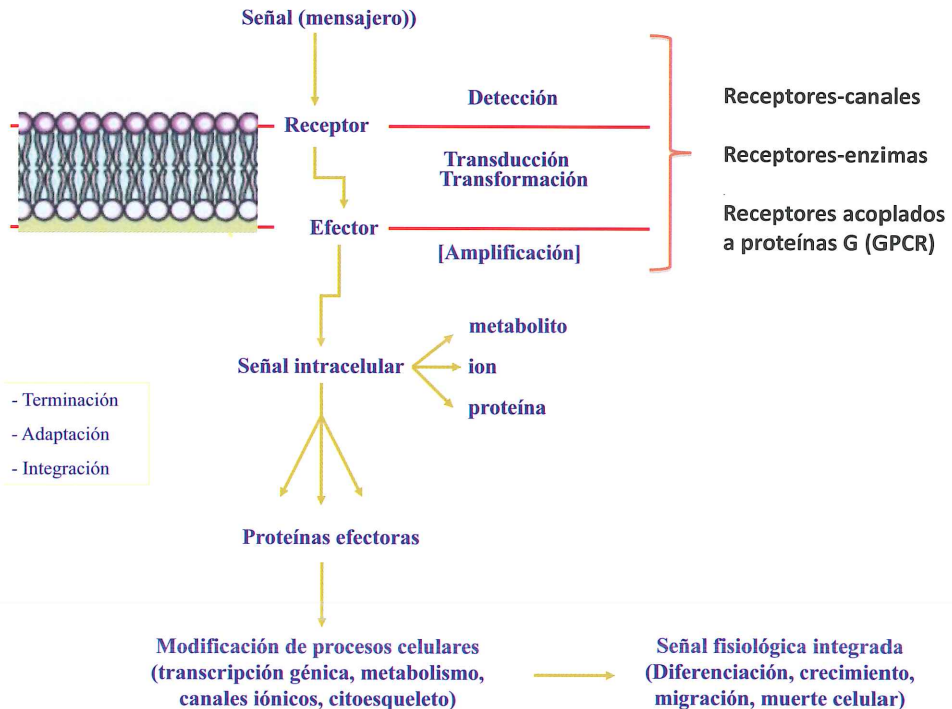 Señal (mensajero))
Detección
Receptor
Transducción
Transformación
Efector
[Amplificación]
Receptores-canales
Receptores-enzimas
Receptores acoplados
a proteínas G (GPCR)
metabolito
Señal intracelular
ion
proteína
- Terminación
- Adaptación
- Integración
Proteínas efectoras
Modificación de procesos celulares
(transcripción génica, metabolismo,
canales iónicos, citoesqueleto)
Señal fisiológica integrada
(Diferenciación, crecimiento,
migración, muerte celular)